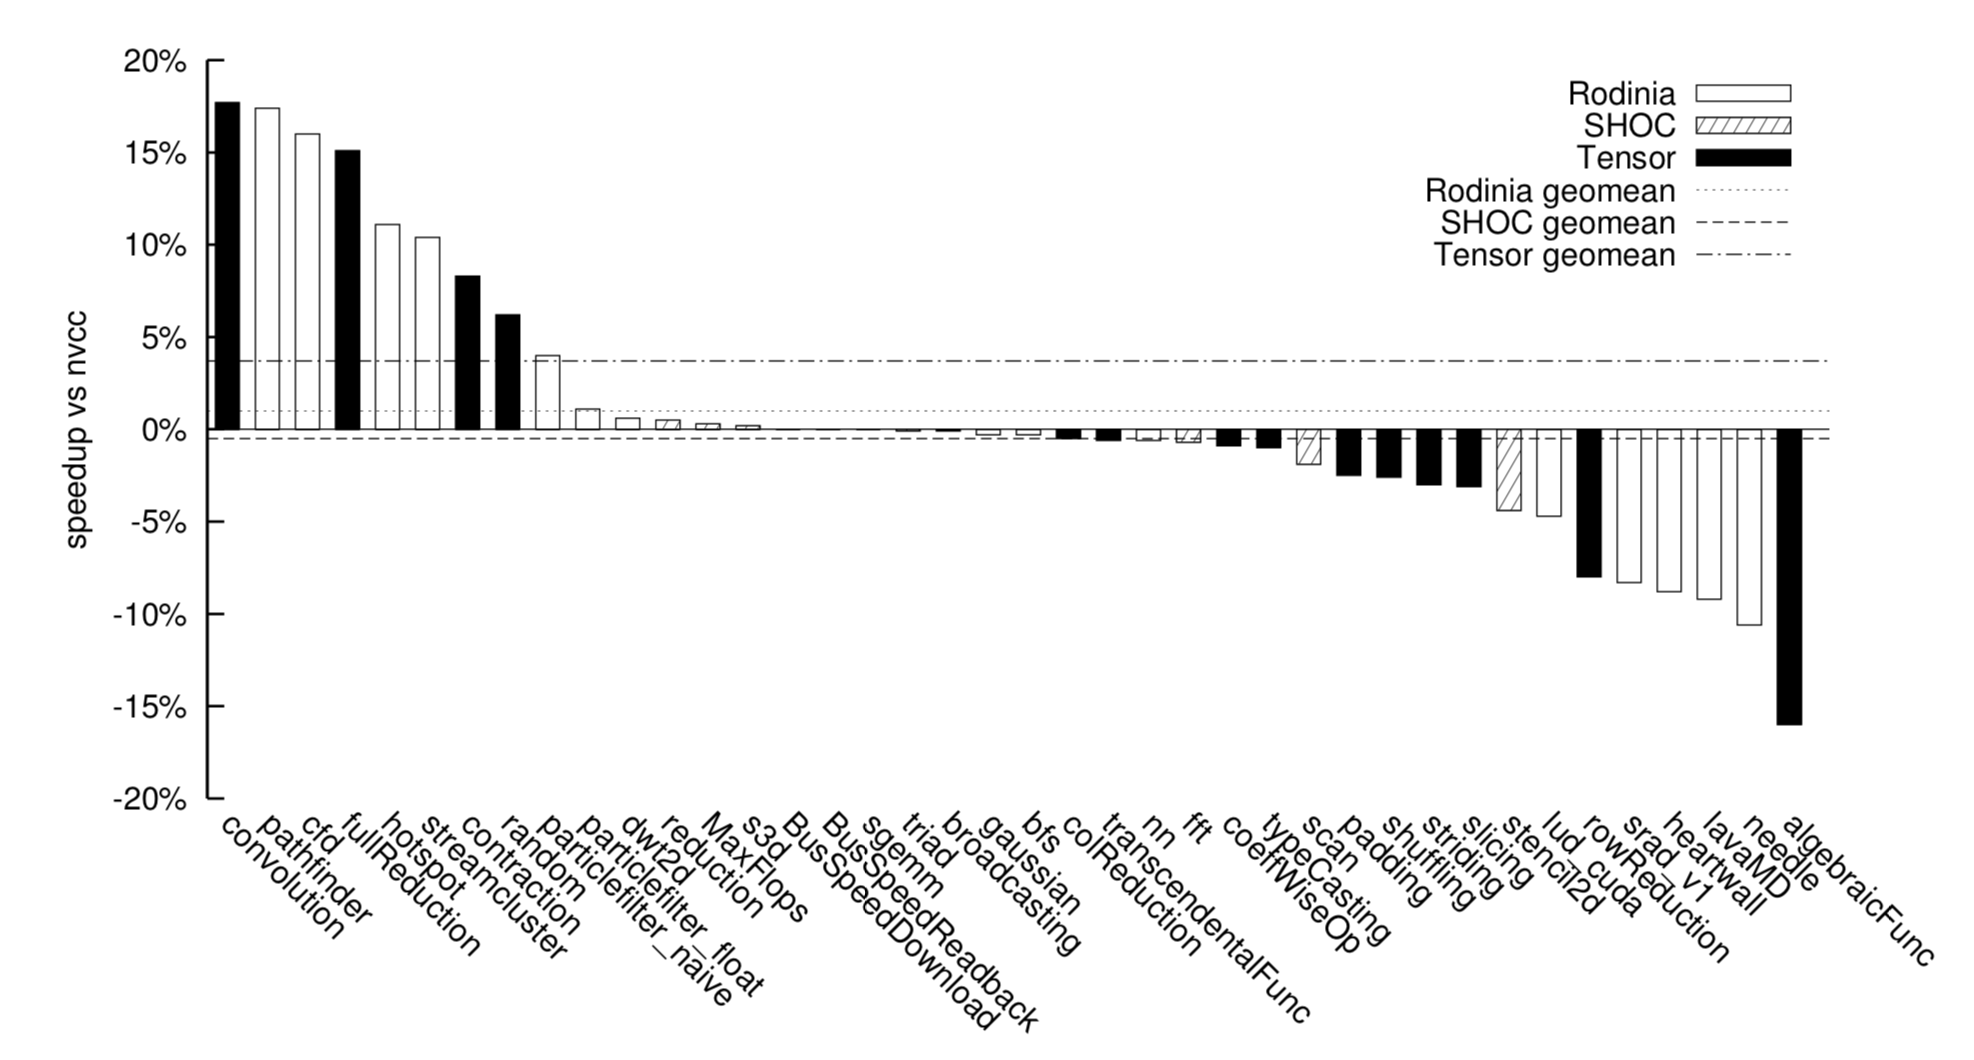 20%
15%
10%
5%
0%
-5%
-10%
-15%
-20%
speedup vs nvcc
Rodinia
SHOC
Tensor
Rodinia geomean
SHOC geomean
Tensor geomean
convolution
pathfinder
cfd
fullReduction
hotspot
streamcluster
contraction
random
particlefilter_naive
particlefilter_float
dwt2d
reduction
MaxFlops
s3d
BusSpeedDownload
BusSpeedReadback
sgemm
triad
broadcasting
gaussian
bfs
colReduction
transcendentalFunc
nn
fft
coeffWiseOp
typeCasting
scan
padding
shuffling
striding
slicing
stencil2d
lud_cuda
rowReduction
srad_v1
heartwall
lavaMD
needle
algebraicFunc